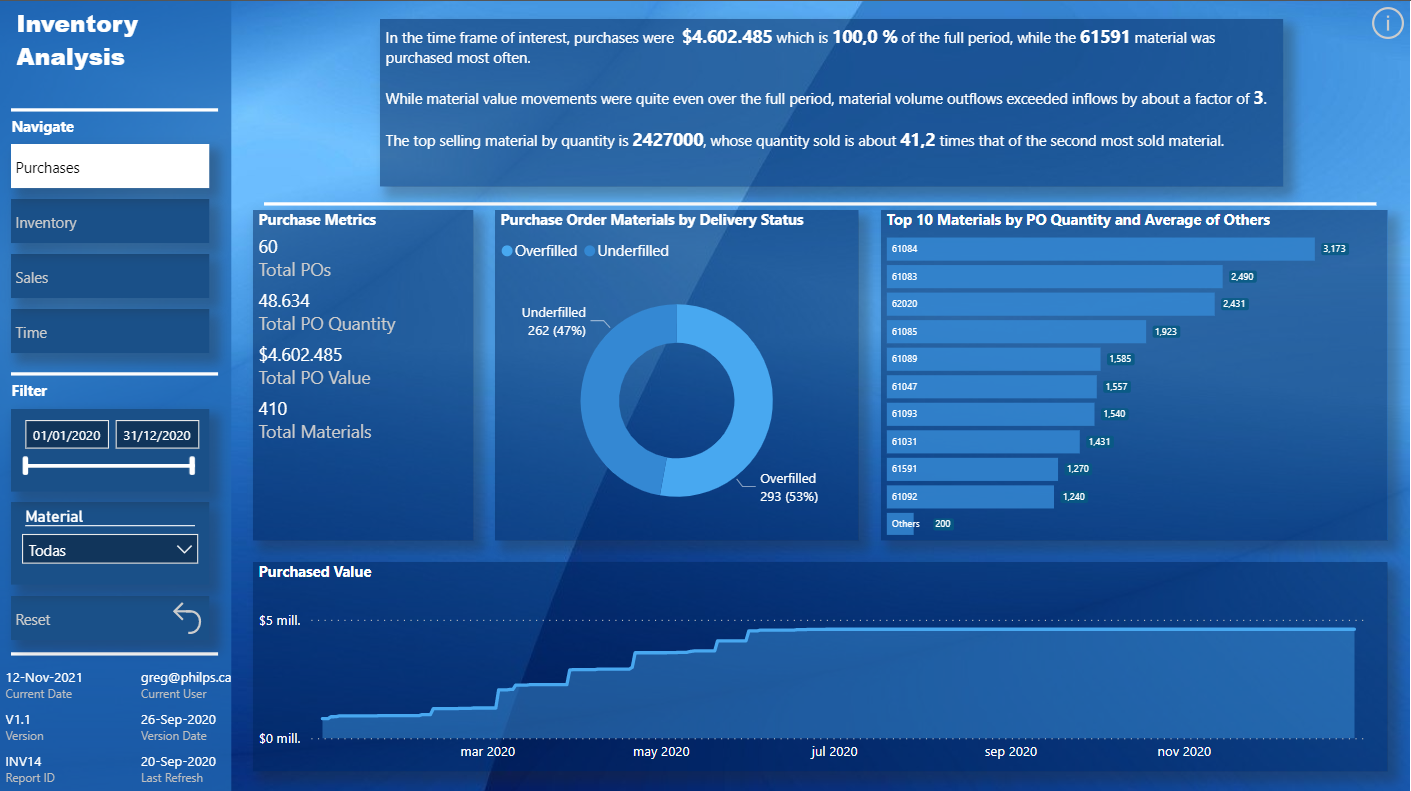 Inventory
Analysis
Navigate
Purchases
Inventory
Sales
Time
Filter
01/01/2020 31/12/2020
Material
Todas
Reset
12-Nov-2021 greg@philps.ca
Current Date Current User
V1.1 26-Sep-2020
Version Version Date
INV14 20-Sep-2020
Report ID Last Refresh
i
In the time frame of interest, purchases were $4.602.485 which is 100,0 % of the full period, while the 61591 material was
purchased most often.
While material value movements were quite even over the full period, material volume outflows exceeded inflows by about a factor of 3.
The top selling material by quantity is 2427000, whose quantity sold is about 41,2 times that of the second most sold material.
Purchase Metrics
60
Total POs
48.634
Total PO Quantity
$4.602.485
Total PO Value
410
Total Materials
Purchase Order Materials by Delivery Status
Overfilled Underfilled
Underfilled
262 (47%)
Overfilled
293 (53%)
Top 10 Materials by PO Quantity and Average of Others
61084 3,173
61083 2,490
62020 2,431
61085 1,923
61089 1,585
61047 1,557
61093 1,540
61031 1,431
61591 1,270
61092 1,240
Others 200
Purchased Value
$5 mill.
$0 mill.
mar 2020 may 2020 jul 2020 sep 2020 nov 2020